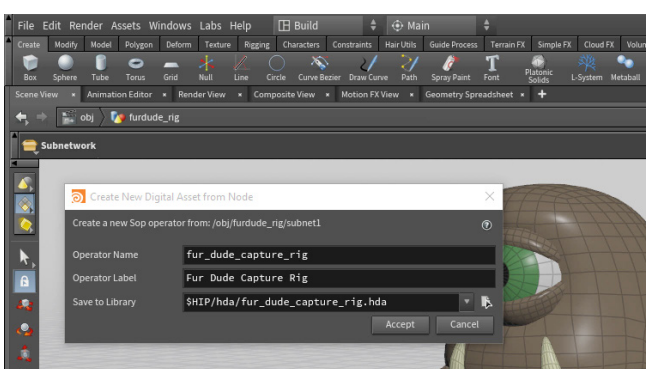 File Edit Render Assets Windows Labs Help Build Main
Create Modify Model Polygon Deform Texture Rigging Characters Constraints Hair Utils Guide Process Terrain FX Simple FX Cloud FX Volun
Box Sphere Tube Torus Grid Null Line Circle Curve Bezier Draw Curve Path Spray Paint Font Platonic Solids L-System Metaball
Scene View Animation Editor Render View Composite View Motion FX View Geometry Spreadsheet
obj furdude_rig
Subnetwork
Create New Digital Asset from Node
Create a new Sop operator from: /obj/furdude_rig/subnet1
Operator Name fur_dude_capture_rig
Operator Label Fur Dude Capture Rig
Save to Library $HIP/hda/fur_dude_capture_rig.hda
Accept Cancel